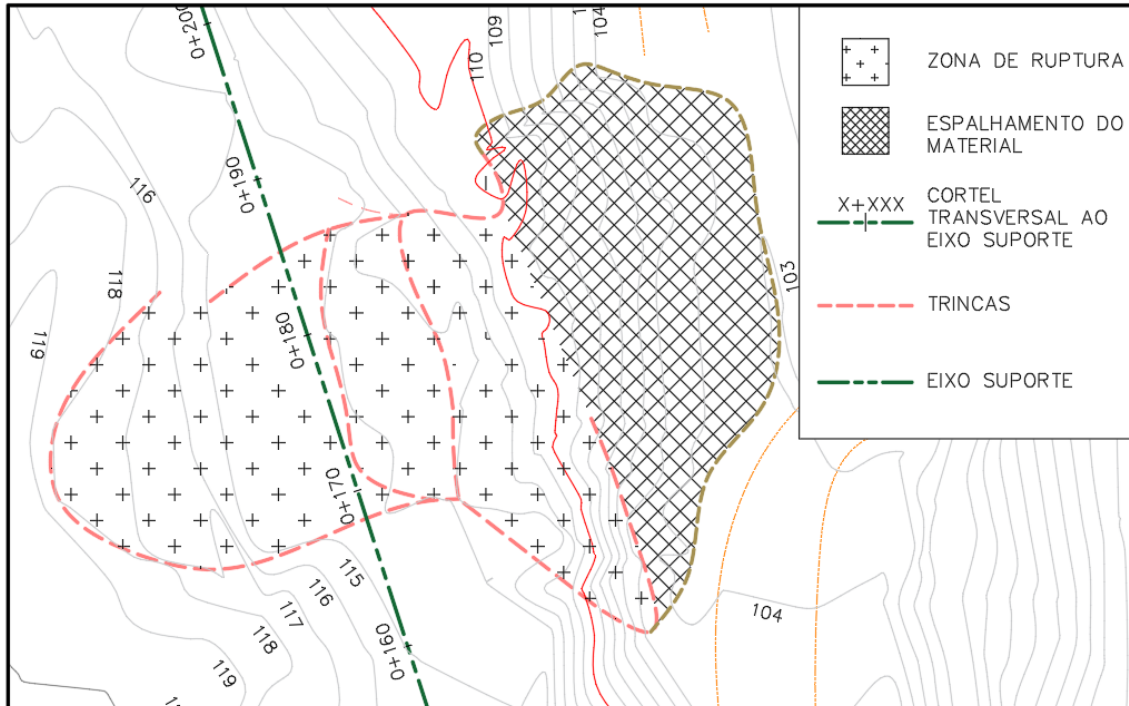 0+200
109
104
110
0+190
116
118
119
0+180
0+170
115
116
117
118
119
0+160
103
104
ZONA DE RUPTURA
ESPALHAMENTO DO
MATERIAL
X+XXX
CORTEL
TRANSVERSAL AO
EIXO SUPORTE
TRINCAS
EIXO SUPORTE